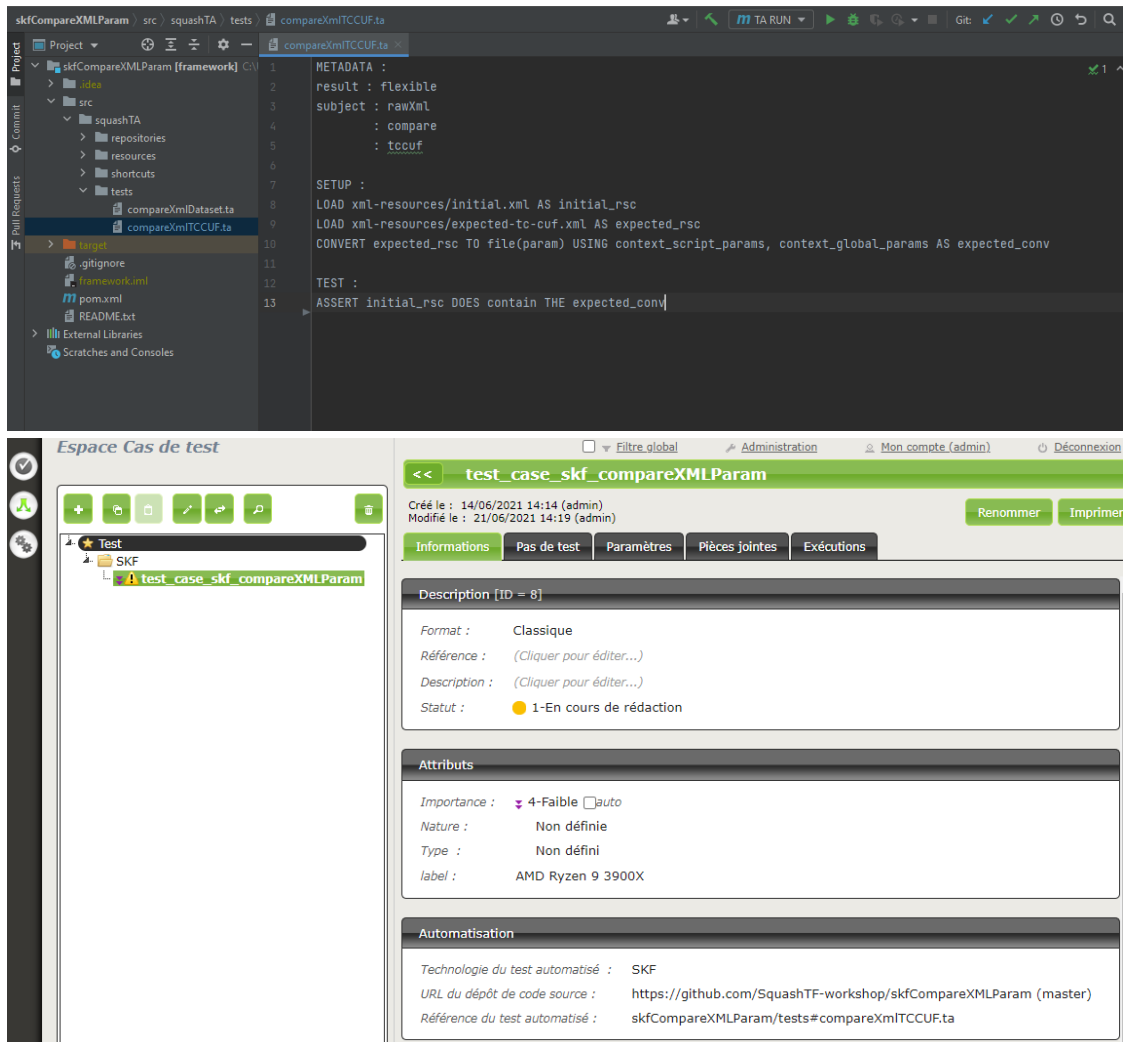 skfCompareXMLParam 〉 src 〉 squashTA 〉 tests 〉 compareXmlTCCUF.ta
TA RUN
Git:
Project
Project
compareXmlTCCUF.ta
Commit
Pull Requests
skfCompareXMLParam [framework] C:\
.idea
src
squashTA
repositories
resources
shortcuts
tests
compareXmlDataset.ta
compareXmlTCCUF.ta
target
.gitignore
framework.iml
pom.xml
README.txt
External Libraries
Scratches and Consoles
1 METADATA :
2 result : flexible
3 subject : rawXml
4 : compare
5 : tccuf
6
7 SETUP :
8 LOAD xml-resources/initial.xml AS initial_rsc
9 LOAD xml-resources/expected-tc-cuf.xml AS expected_rsc
10 CONVERT expected_rsc TO file(param) USING context_script_params, context_global_params AS expected_conv
11
12 TEST :
13 ASSERT initial_rsc DOES contain THE expected_conv
1
Espace Cas de test
Filtre global
Administration
Mon compte (admin)
Déconnexion
<< test_case_skf_compareXMLParam
Créé le : 14/06/2021 14:14 (admin)
Modifié le : 21/06/2021 14:19 (admin)
Renommer
Imprimer
Test
SKF
test_case_skf_compareXMLParam
Informations
Pas de test
Paramètres
Pièces jointes
Exécutions
Description [ID = 8]
Format : Classique
Référence : (Cliquer pour éditer...)
Description : (Cliquer pour éditer...)
Statut : 1-En cours de rédaction
Attributs
Importance : 4-Faible auto
Nature : Non définie
Type : Non défini
label : AMD Ryzen 9 3900X
Automatisation
Technologie du test automatisé : SKF
URL du dépôt de code source : https://github.com/SquashTF-workshop/skfCompareXMLParam (master)
Référence du test automatisé : skfCompareXMLParam/tests#compareXmlTCCUF.ta